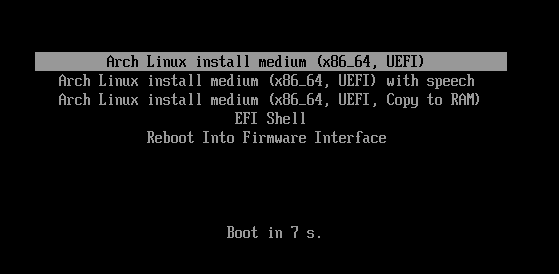 Arch Linux install medium (x86_64, UEFI)
Arch Linux install medium (x86_64, UEFI) with speech
Arch Linux install medium (x86_64, UEFI, Copy to RAM)
EFI Shell
Reboot Into Firmware Interface
Boot in 7 s.